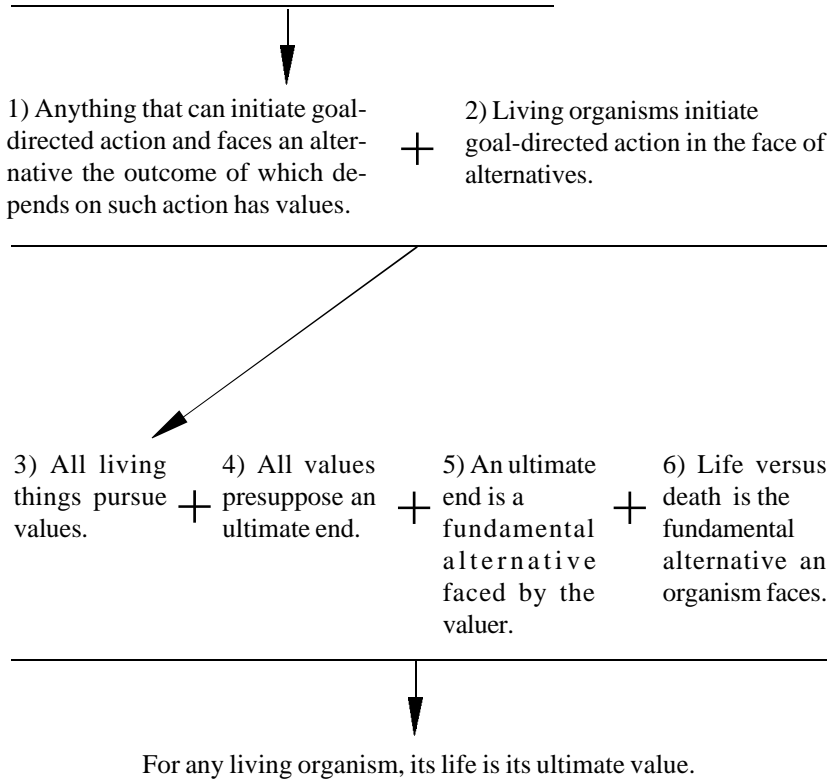 1) Anything that can initiate goal-
directed action and faces an alter-
native the outcome of which de-
pends on such action has values.
+
2) Living organisms initiate
goal-directed action in the face of
alternatives.
3) All living
things pursue
values.
+
4) All values
presuppose an
ultimate end.
+
5) An ultimate
end is a
fundamental
alternative
faced by the
valuer.
+
6) Life versus
death is the
fundamental
alternative an
organism faces.
For any living organism, its life is its ultimate value.